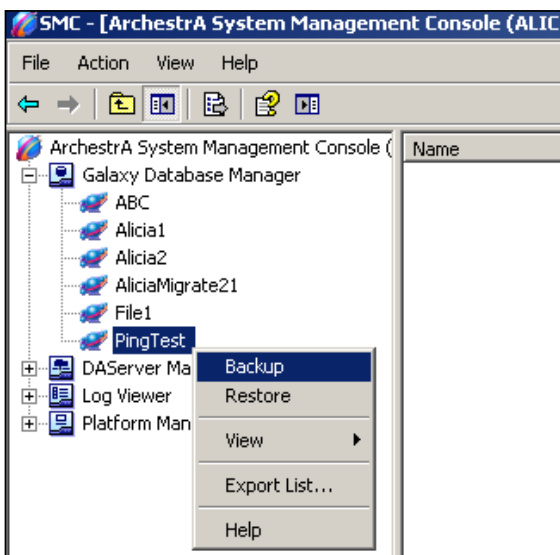 SMC - [ArchestrA System Management Console (ALIC
File Action View Help
ArchestrA System Management Console (
Name
Galaxy Database Manager
ABC
Alicia1
Alicia2
AliciaMigrate21
File1
PingTest
DAServer Ma
Log Viewer
Platform Man
Backup
Restore
View
Export List...
Help